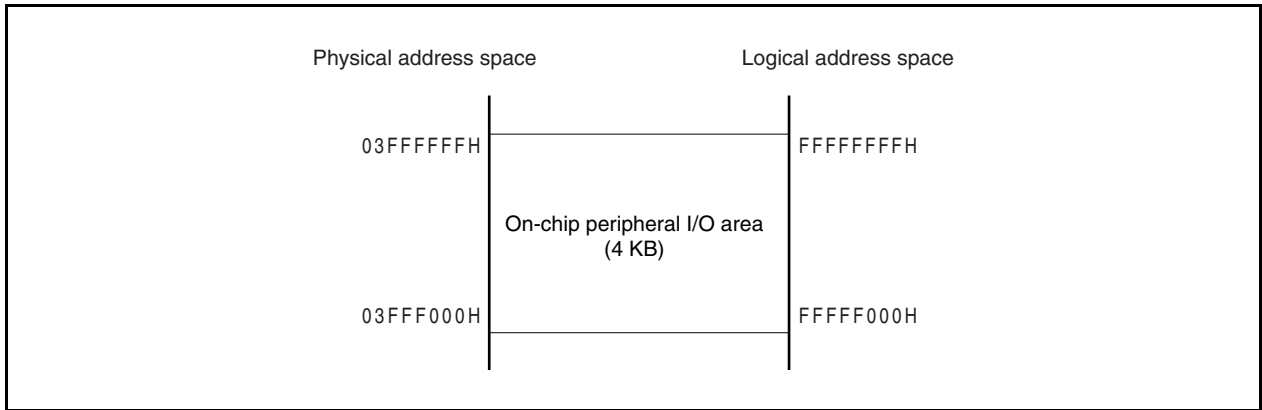 Physical address space
Logical address space
03FFFFFFH
FFFFFFFFH
On-chip peripheral I/O area
(4 KB)
03FFF000H
FFFFF000H